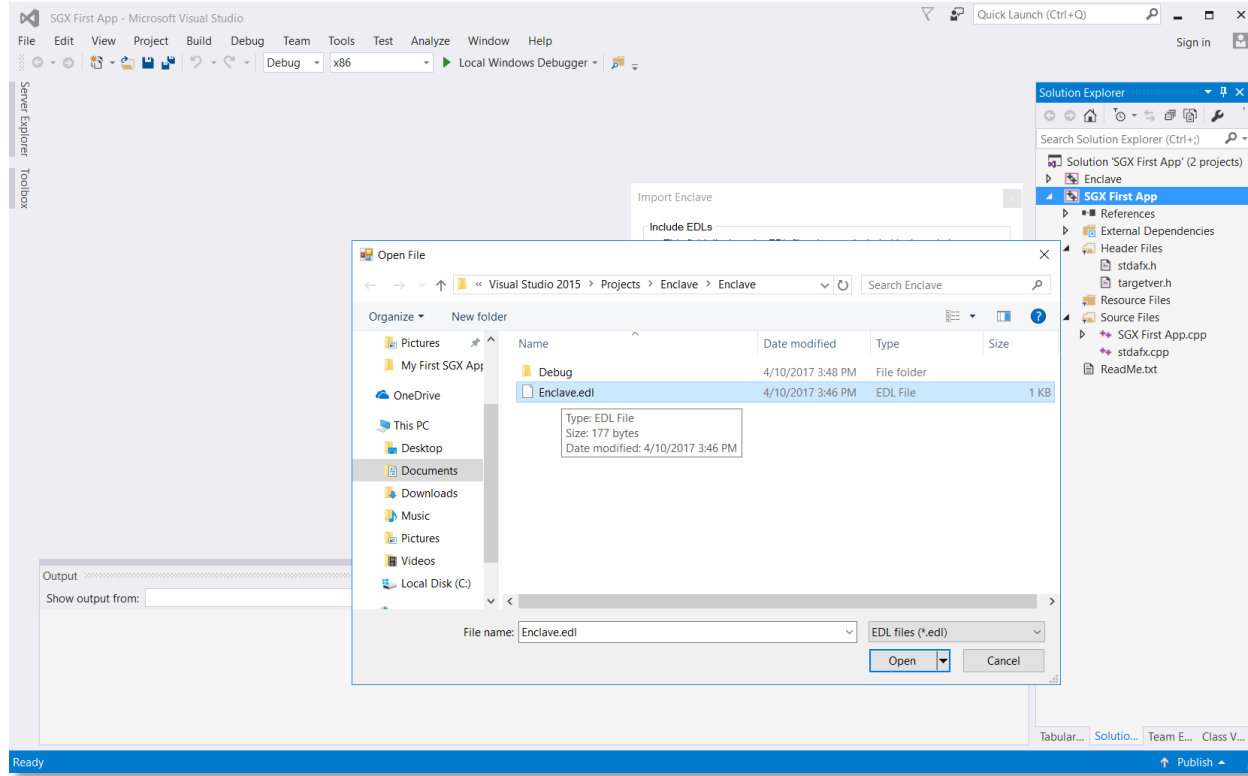 SGX First App - Microsoft Visual Studio
Quick Launch (Ctrl+Q)
File Edit View Project Build Debug Team Tools Test Analyze Window Help
Sign in
Debug x86 Local Windows Debugger
Server Explorer
Toolbox
Solution Explorer
Search Solution Explorer (Ctrl+;)
Solution 'SGX First App' (2 projects)
Enclave
SGX First App
References
External Dependencies
Header Files
stdafx.h
targetver.h
Resource Files
Source Files
SGX First App.cpp
stdafx.cpp
ReadMe.txt
Import Enclave
Include EDLs
Open File
« Visual Studio 2015 > Projects > Enclave > Enclave
Search Enclave
Organize New folder
Name Date modified Type Size
Pictures
My First SGX App
OneDrive
This PC
Desktop
Documents
Downloads
Music
Pictures
Videos
Local Disk (C:)
Debug 4/10/2017 3:48 PM File folder
Enclave.edl 4/10/2017 3:46 PM EDL File 1 KB
Type: EDL File
Size: 177 bytes
Date modified: 4/10/2017 3:46 PM
File name: Enclave.edl EDL files (*.edl)
Open Cancel
Output
Show output from:
Tabular... Solutio... Team E... Class V...
Ready Publish